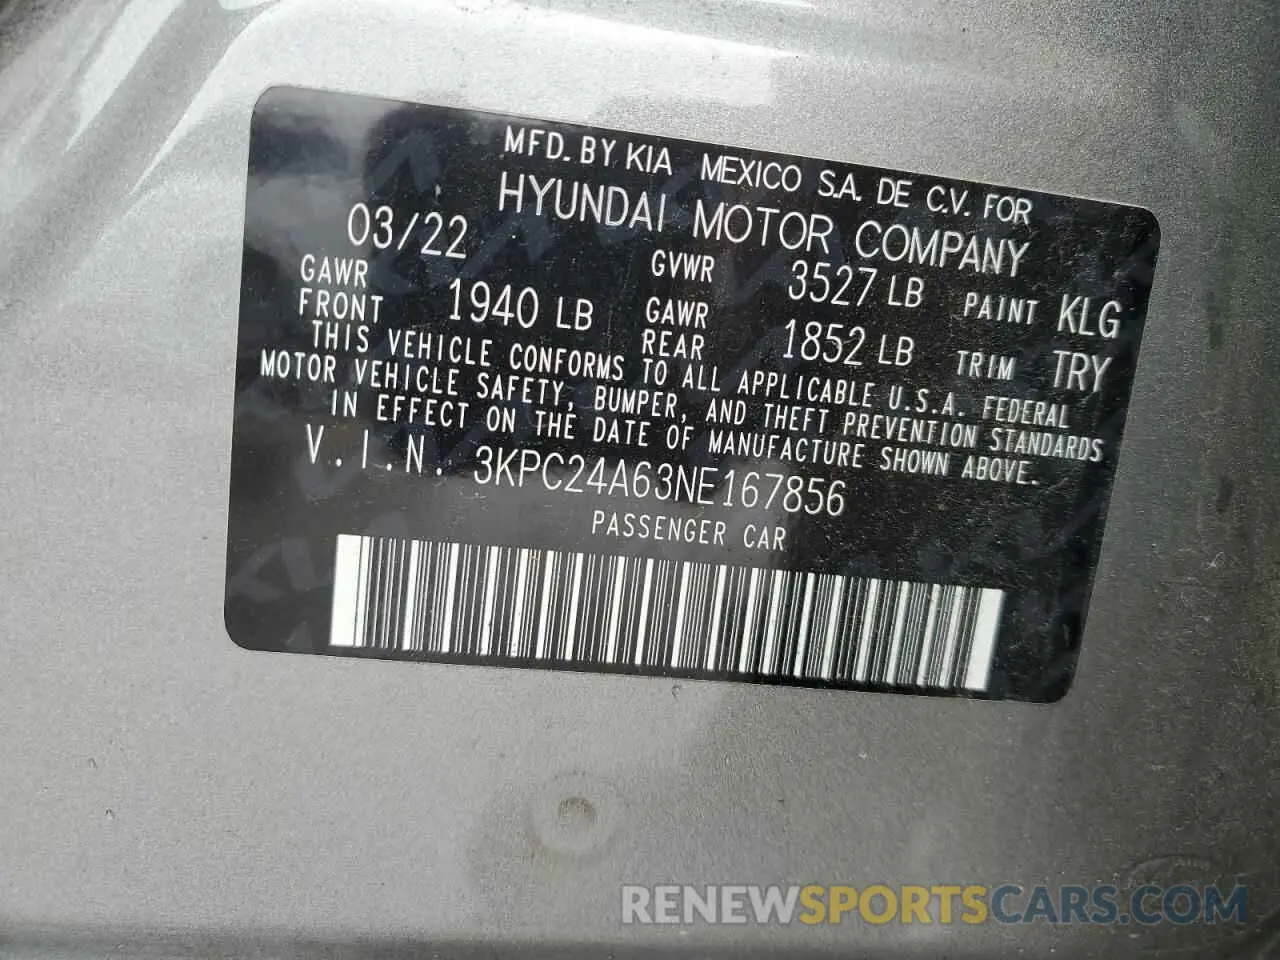 MFD. BY KIA MEXICO S.A. DE C.V. FOR
HYUNDAI MOTOR COMPANY
03/22
GAWR FRONT 1940 LB
GVWR 3527 LB
GAWR REAR 1852 LB
PAINT KLG
TRIM TRY
THIS VEHICLE CONFORMS TO ALL APPLICABLE U.S.A. FEDERAL
MOTOR VEHICLE SAFETY, BUMPER, AND THEFT PREVENTION STANDARDS
IN EFFECT ON THE DATE OF MANUFACTURE SHOWN ABOVE.
V.I.N. 3KPC24A63NE167856
PASSENGER CAR
RENEWSPORTSCARS.COM